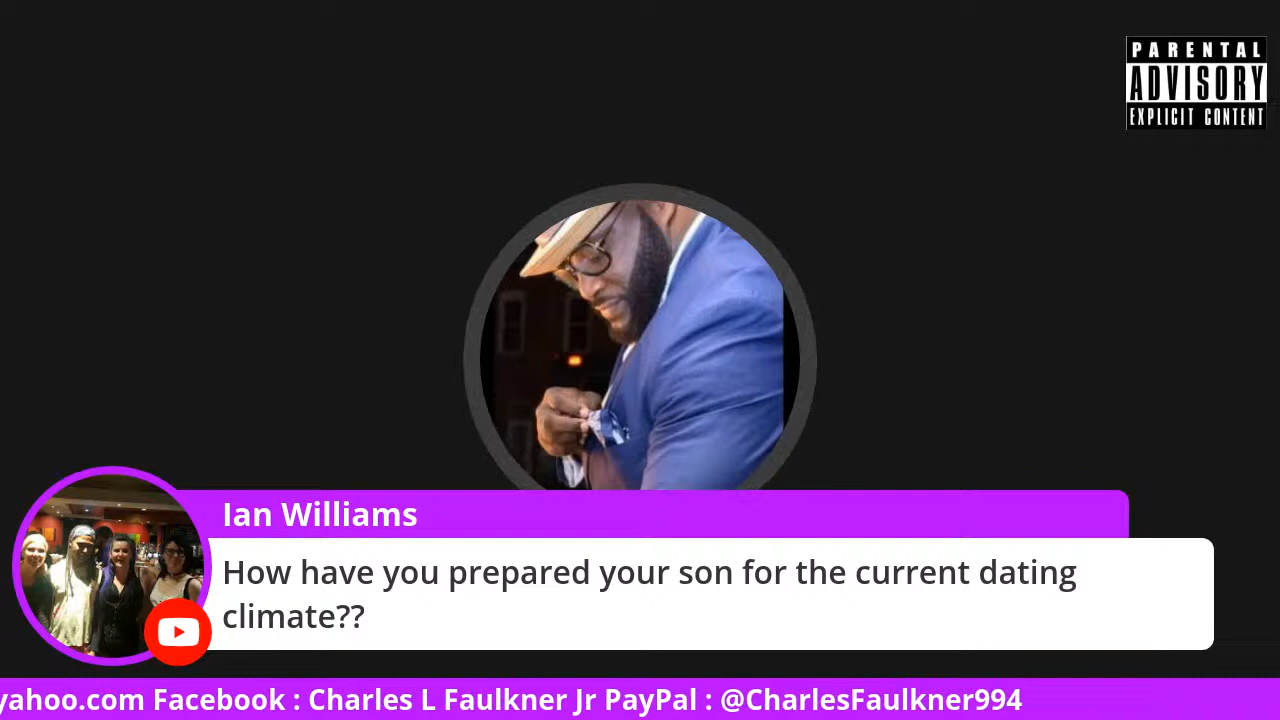 PARENTAL
ADVISORY
EXPLICIT CONTENT
Ian Williams
How have you prepared your son for the current dating
climate??
yahoo.com Facebook : Charles L Faulkner Jr PayPal : @CharlesFaulkner994